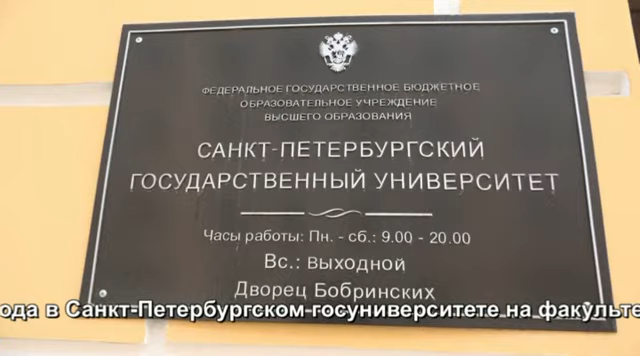 ФЕДЕРАЛЬНОЕ ГОСУДАРСТВЕННОЕ БЮДЖЕТНОЕ
ОБРАЗОВАТЕЛЬНОЕ УЧРЕЖДЕНИЕ
ВЫСШЕГО ОБРАЗОВАНИЯ
САНКТ-ПЕТЕРБУРГСКИЙ
ГОСУДАРСТВЕННЫЙ УНИВЕРСИТЕТ
Часы работы: Пн. - сб.: 9.00 - 20.00
Вс.: выходной
Дворец Бобринских
ода в Санкт-Петербургском госуниверситете на факульте